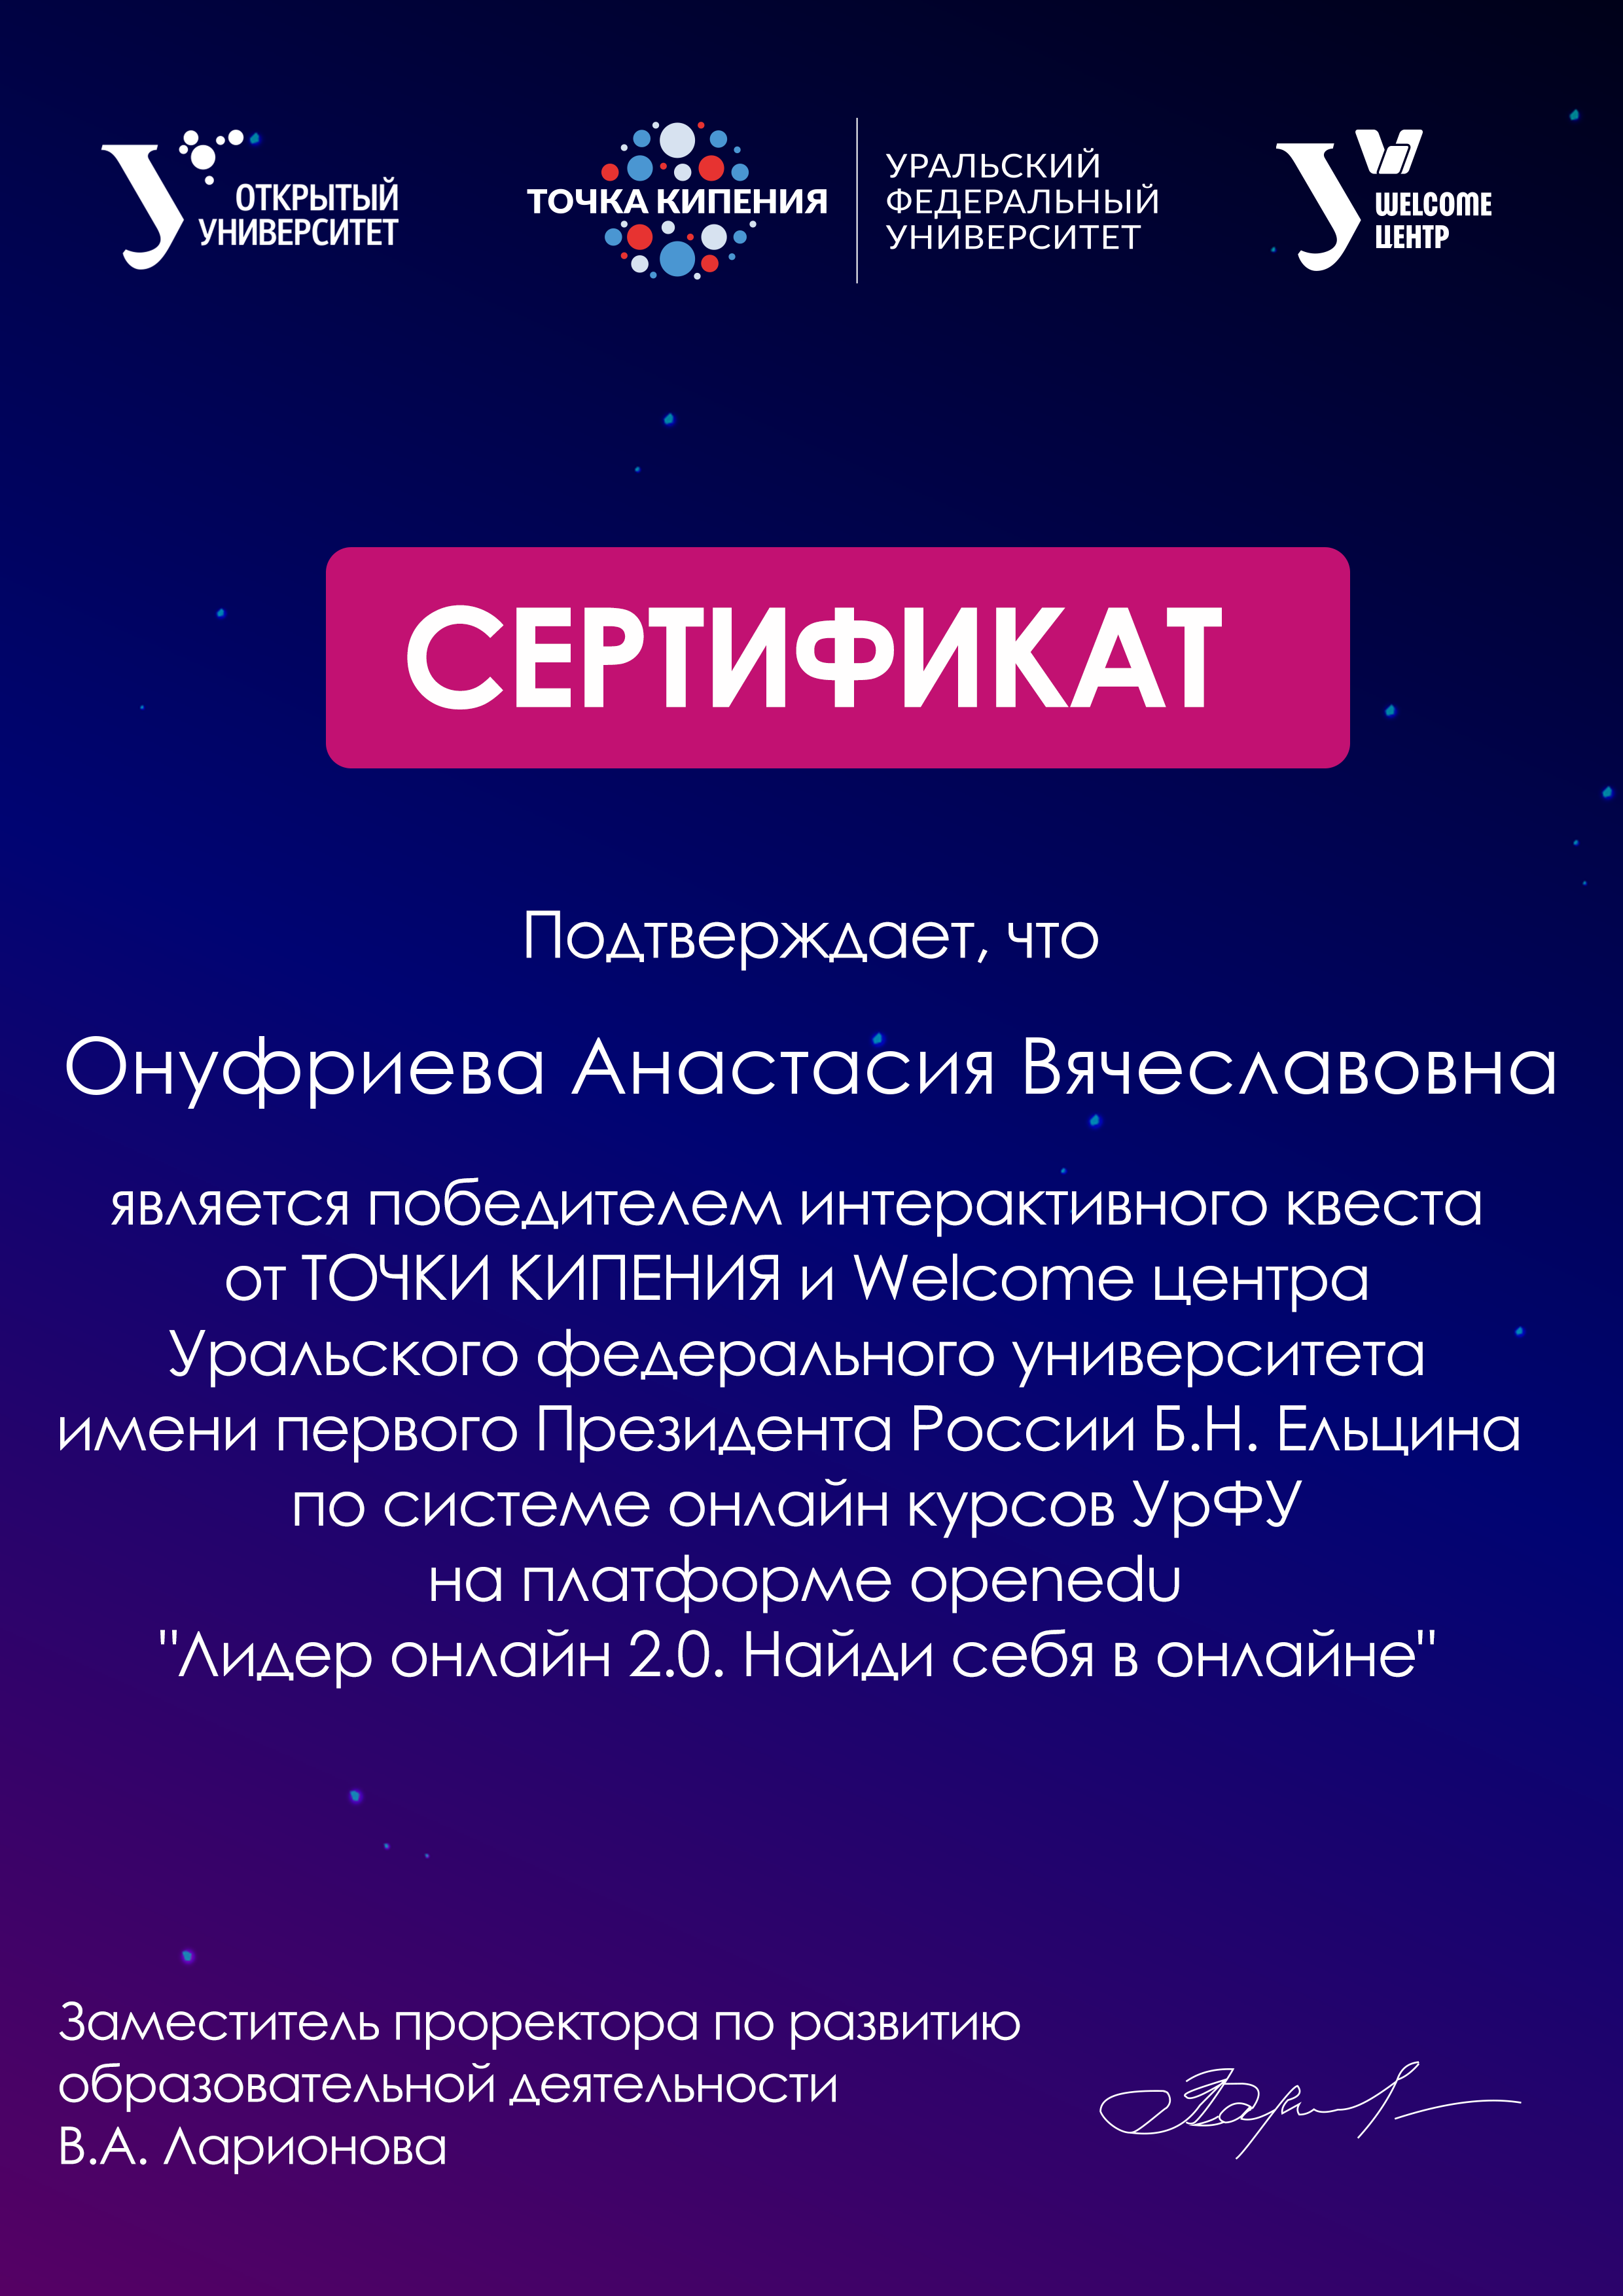 ОТКРЫТЫЙ
УНИВЕРСИТЕТ
ТОЧКА КИПЕНИЯ
УРАЛЬСКИЙ
ФЕДЕРАЛЬНЫЙ
УНИВЕРСИТЕТ
WELCOME
ЦЕНТР
СЕРТИФИКАТ
Подтверждает, что
Онуфриева Анастасия Вячеславовна
является победителем интерактивного квеста
от ТОЧКИ КИПЕНИЯ и Welcome центра
Уральского федерального университета
имени первого Президента России Б.Н. Ельцина
по системе онлайн курсов УрФУ
на платформе openedu
"Лидер онлайн 2.0. Найди себя в онлайне"
Заместитель проректора по развитию
образовательной деятельности
В.А. Ларионова